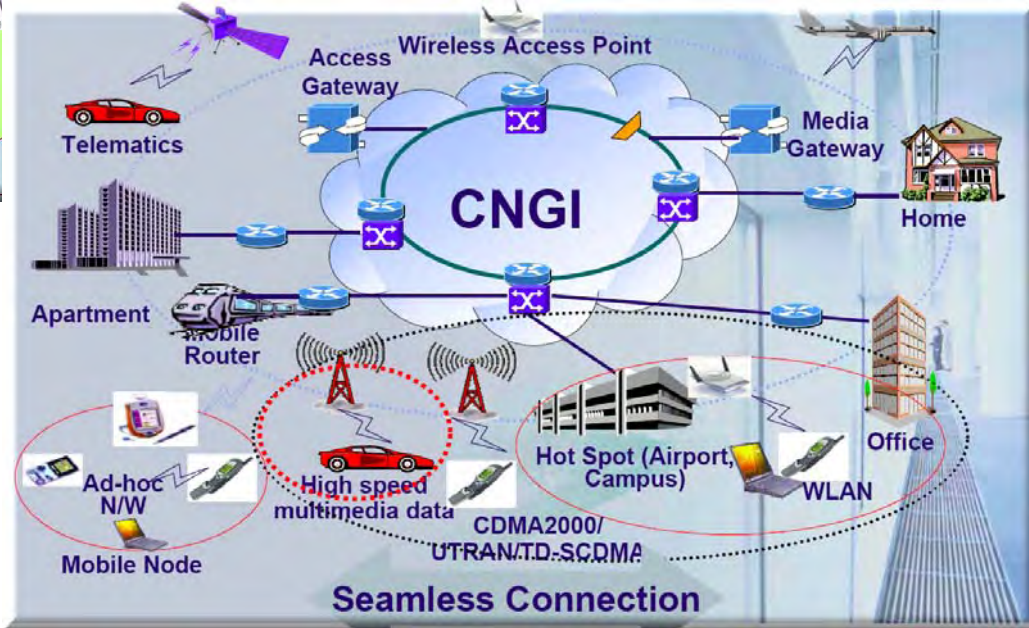 Wireless Access Point
Access
Gateway
Telematics
Media
Gateway
CNGI
Home
Apartment
Mobile
Router
Office
Hot Spot (Airport,
Campus)
WLAN
High speed
multimedia data
Ad-hoc
N/W
Mobile Node
CDMA2000/
UTRAN/TD-SCDMA
Seamless Connection